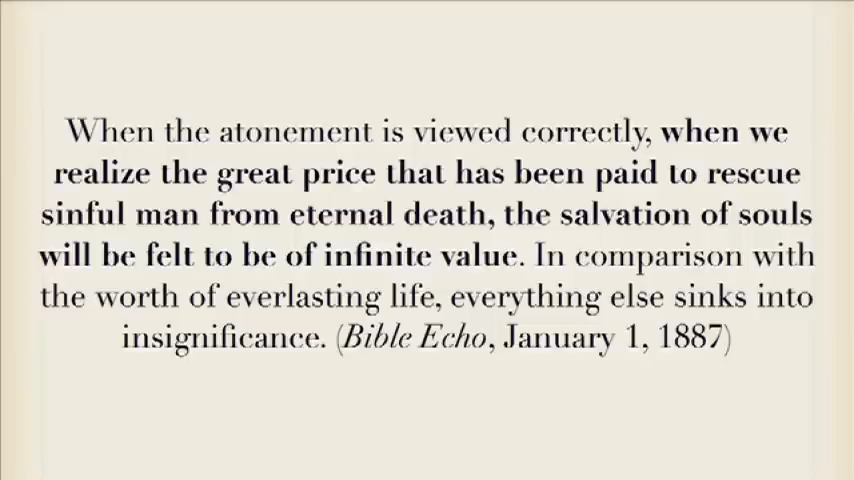 When the atonement is viewed correctly, when we
realize the great price that has been paid to rescue
sinful man from eternal death, the salvation of souls
will be felt to be of infinite value. In comparison with
the worth of everlasting life, everything else sinks into
insignificance. (Bible Echo, January 1, 1887)